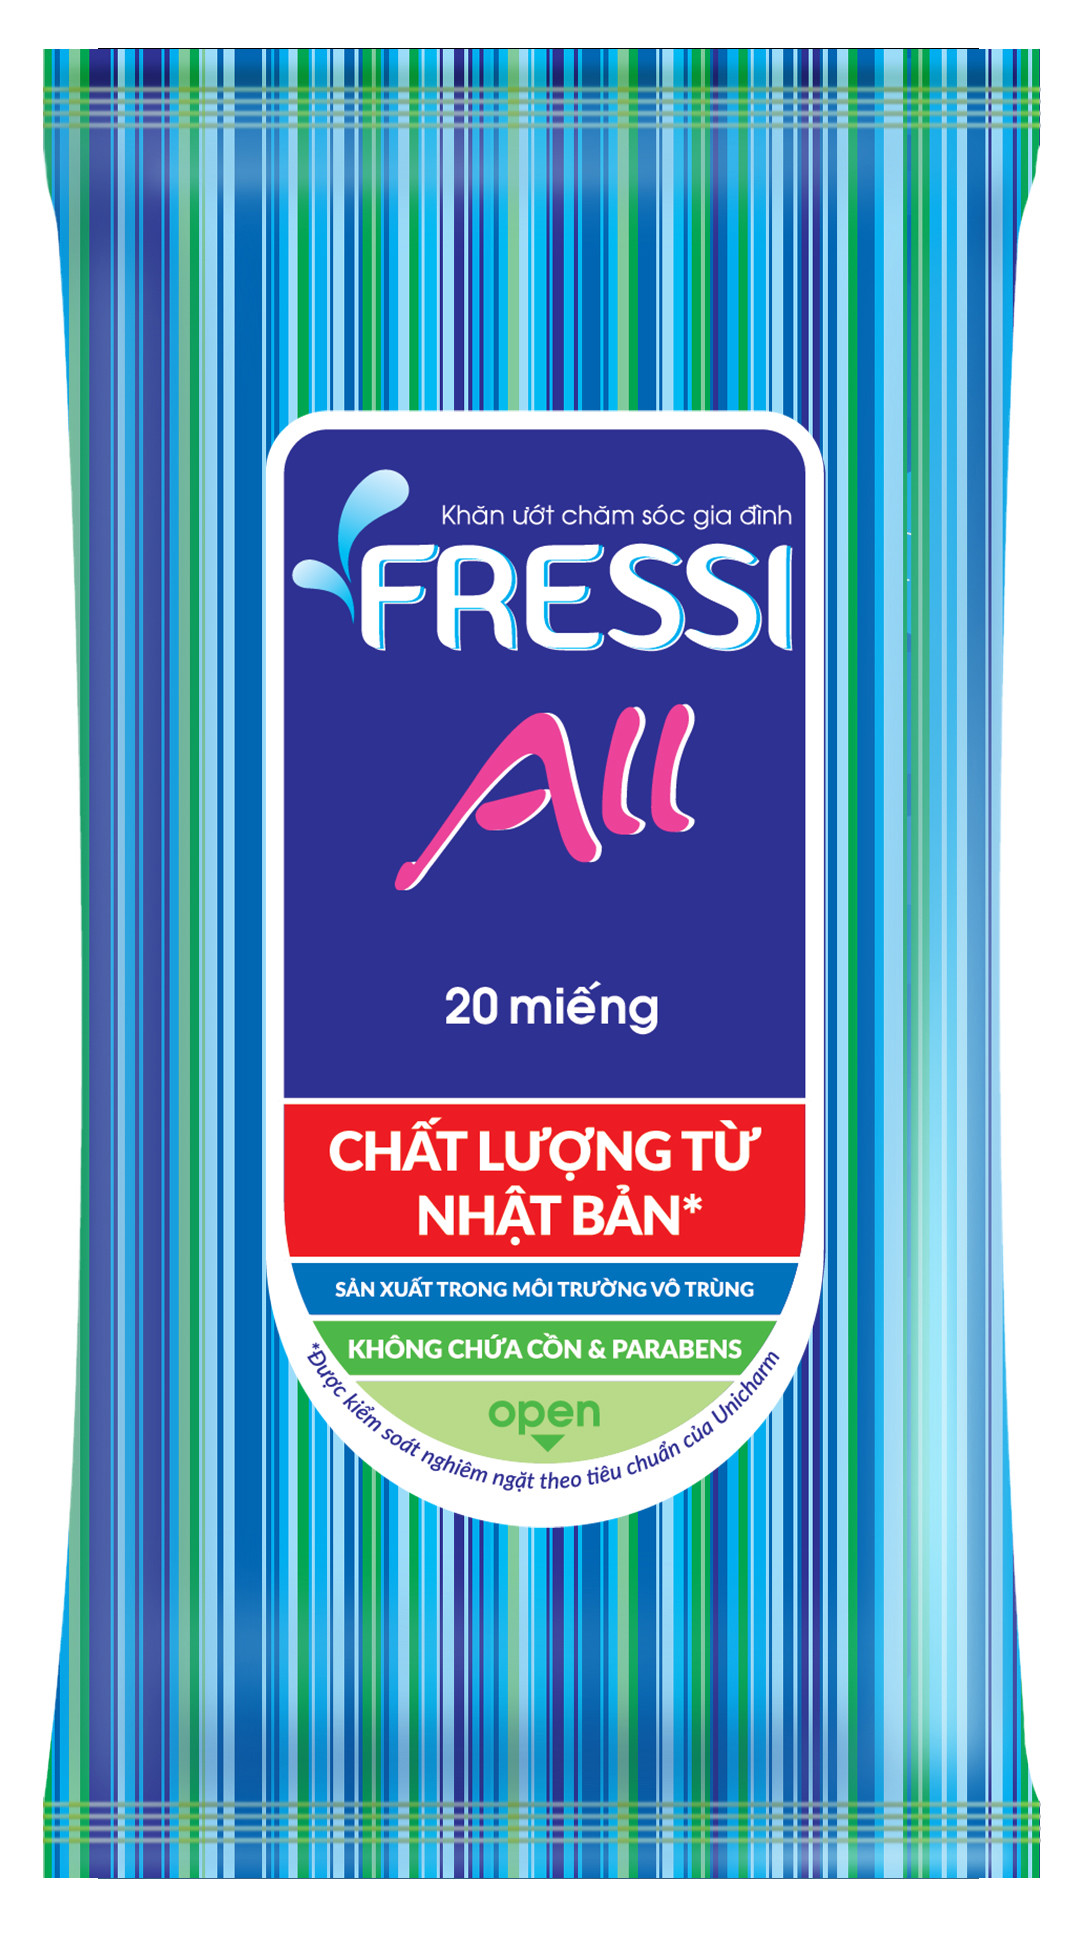 Khăn ướt chăm sóc gia đình
FRESSI
All
20 miếng
CHẤT LƯỢNG TỪ
NHẬT BẢN*
SẢN XUẤT TRONG MÔI TRƯỜNG VÔ TRÙNG
KHÔNG CHỨA CỒN & PARABENS
open
*Được kiểm soát nghiêm ngặt theo tiêu chuẩn của Unicharm